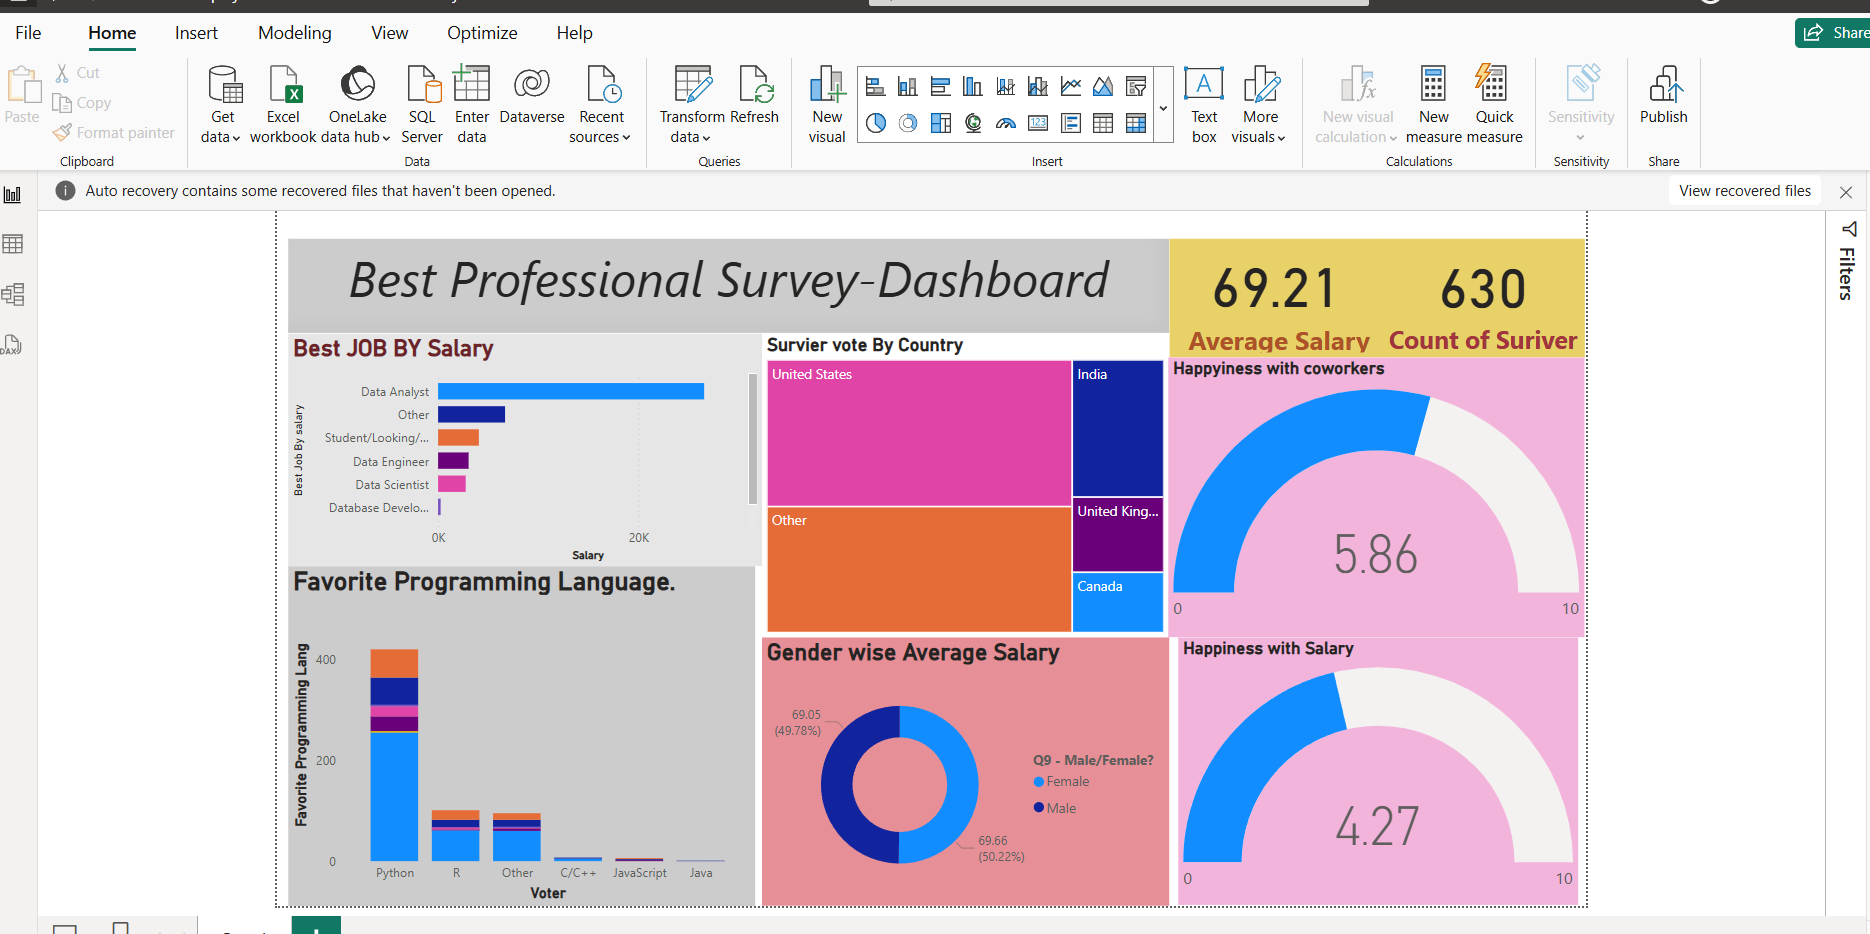 File Home Insert Modeling View Optimize Help Share
Cut
Copy
Paste
Format painter
Clipboard
Get data
Excel workbook
OneLake data hub
SQL Server
Enter data
Dataverse
Recent sources
Data
Transform data
Refresh
Queries
New visual
Text box
More visuals
Insert
New visual calculation
New measure
Quick measure
Calculations
Sensitivity
Sensitivity
Publish
Share
Auto recovery contains some recovered files that haven't been opened.
View recovered files
Filters
Best Professional Survey-Dashboard
69.21
Average Salary
630
Count of Suriver
Best JOB BY Salary
Best Job By salary
Data Analyst
Other
Student/Looking/...
Data Engineer
Data Scientist
Database Develo...
0K 20K
Salary
Survier vote By Country
United States
India
Other
United King...
Canada
Happyiness with coworkers
5.86
0 10
Favorite Programming Language.
Favorite Programming Lang
400
200
0
Python R Other C/C++ JavaScript Java
Voter
Gender wise Average Salary
69.05
(49.78%)
69.66
(50.22%)
Q9 - Male/Female?
Female
Male
Happiness with Salary
4.27
0 10